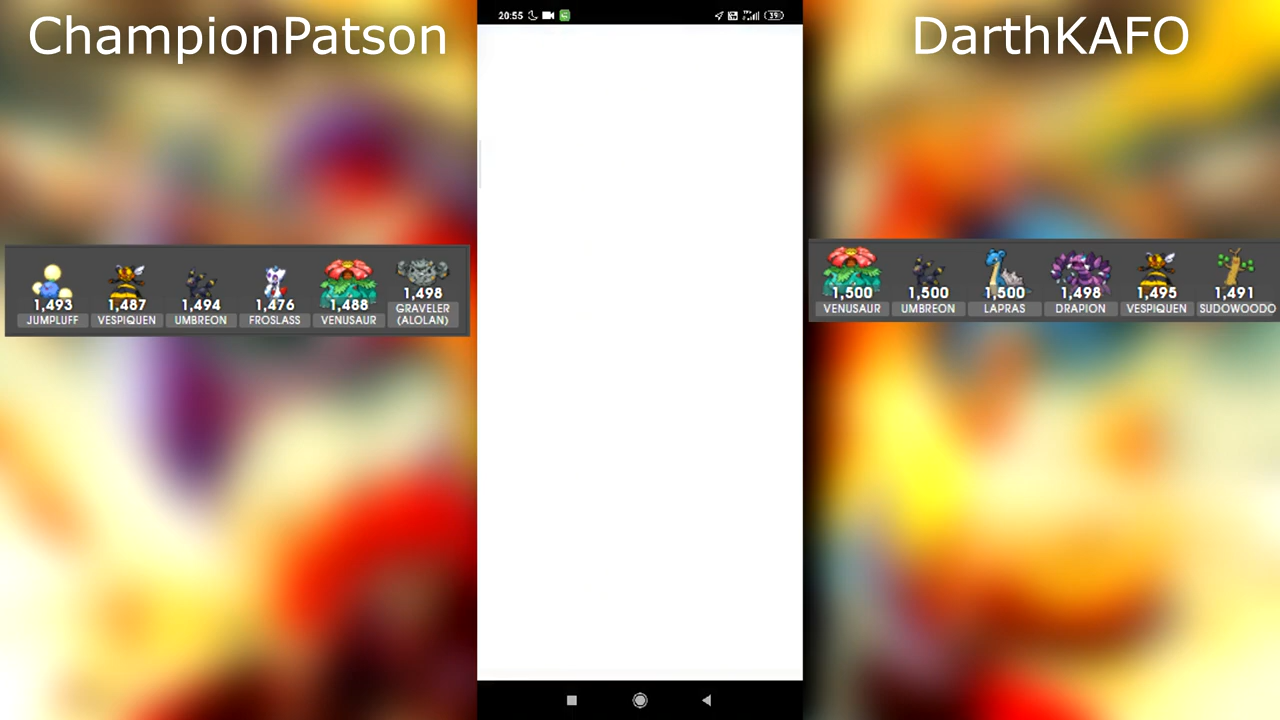 ChampionPatson
1,493 1,487 1,494 1,476 1,488 1,498
JUMPLUFF VESPIQUEN UMBREON FROSLASS VENUSAUR GRAVELER
(ALOLAN)
20:55
39
DarthKAFO
1,500 1,500 1,500 1,498 1,495 1,491
VENUSAUR UMBREON LAPRAS DRAPION VESPIQUEN SUDOWOODO